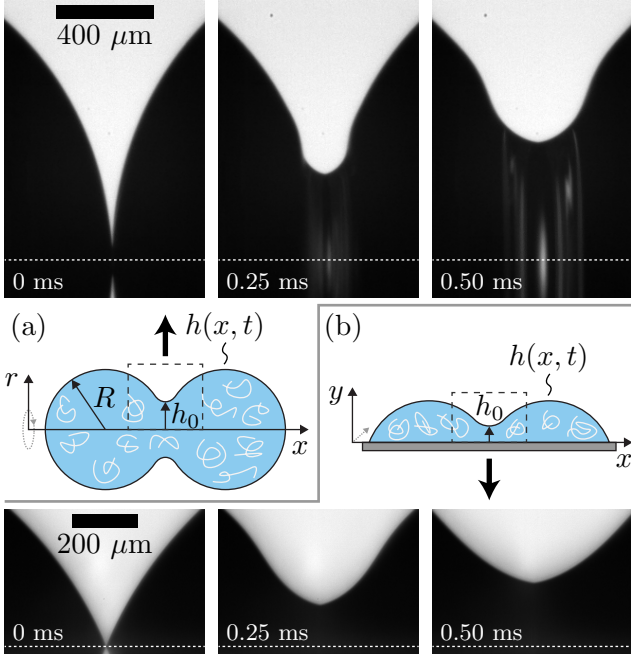 400 μm
0 ms
0.25 ms
0.50 ms
(a)
h(x, t)
r
R
h₀
x
(b)
h(x, t)
y
h₀
x
200 μm
0 ms
0.25 ms
0.50 ms